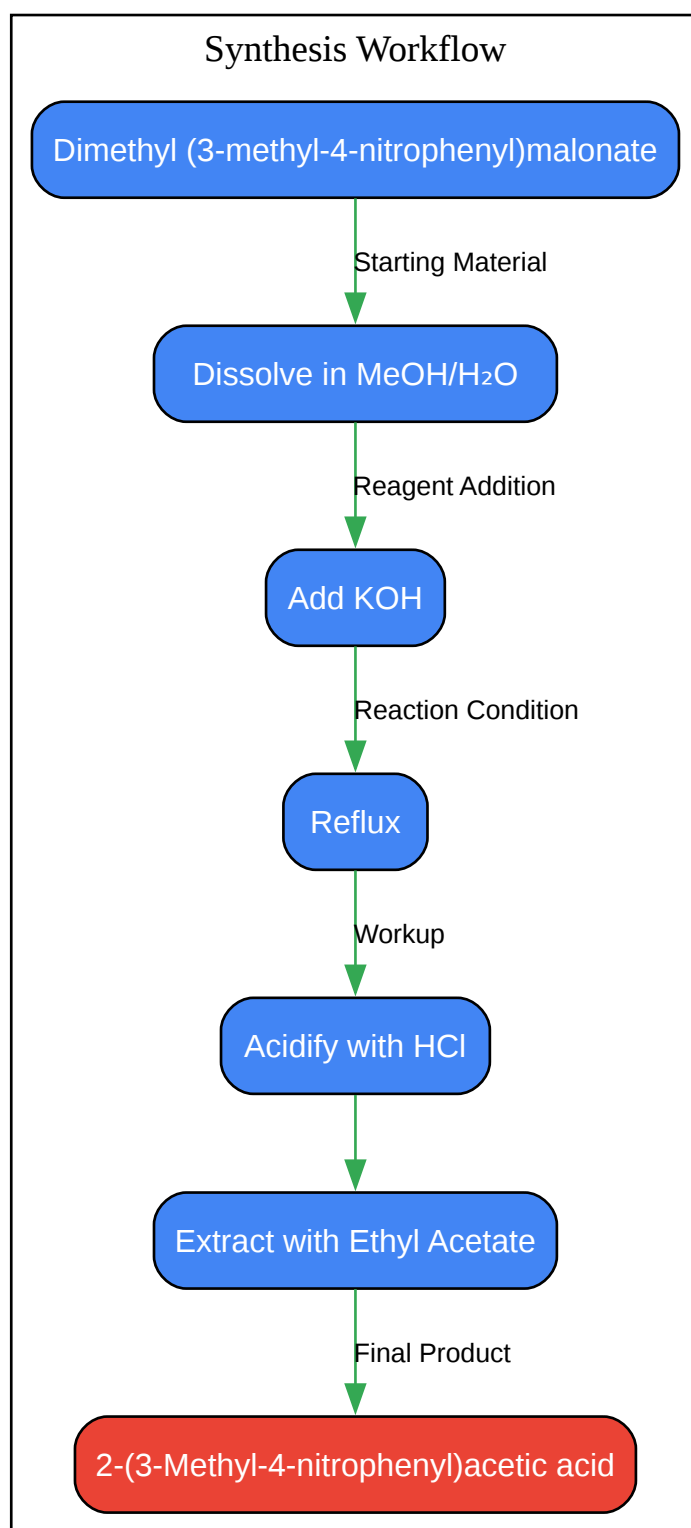 Synthesis Workflow
Dimethyl (3-methyl-4-nitrophenyl)malonate
Starting Material
Dissolve in MeOH/H₂O
Reagent Addition
Add KOH
Reaction Condition
Reflux
Workup
Acidify with HCl
Extract with Ethyl Acetate
Final Product
2-(3-Methyl-4-nitrophenyl)acetic acid